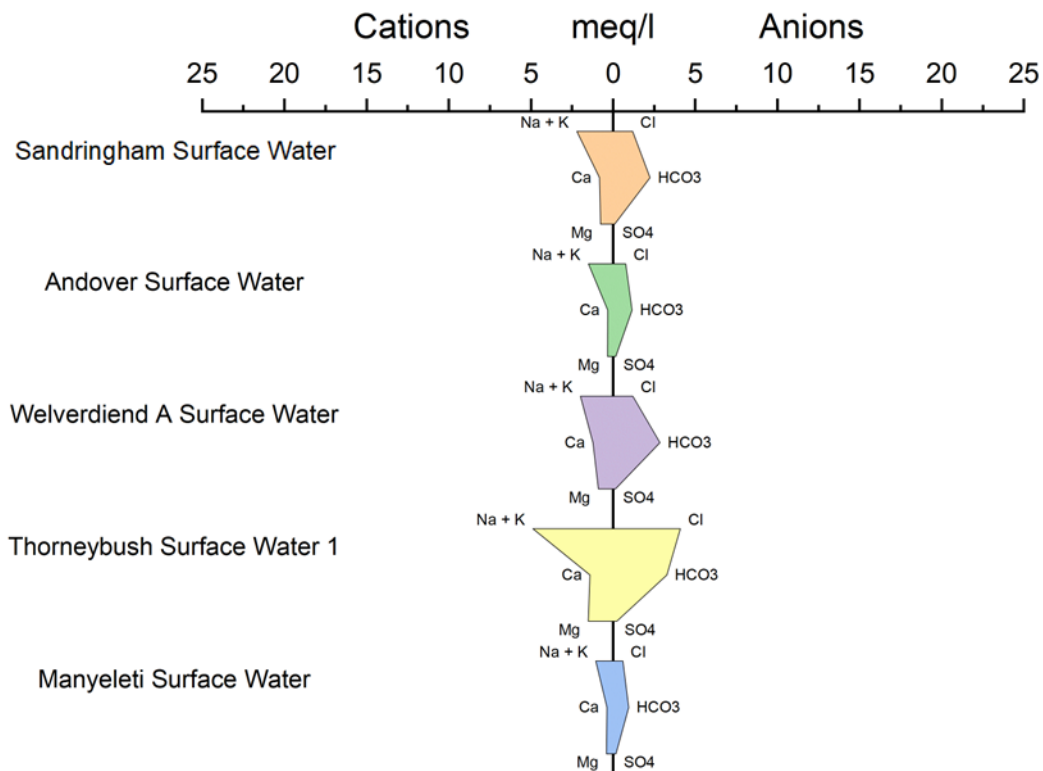 Cations meq/l Anions
25 20 15 10 5 0 5 10 15 20 25
Na + K Cl
Sandringham Surface Water
Ca HCO3
Mg SO4
Na + K Cl
Andover Surface Water
Ca HCO3
Mg SO4
Na + K Cl
Welverdiend A Surface Water
Ca HCO3
Mg SO4
Na + K Cl
Thorneybush Surface Water 1
Ca HCO3
Mg SO4
Na + K Cl
Manyeleti Surface Water
Ca HCO3
Mg SO4